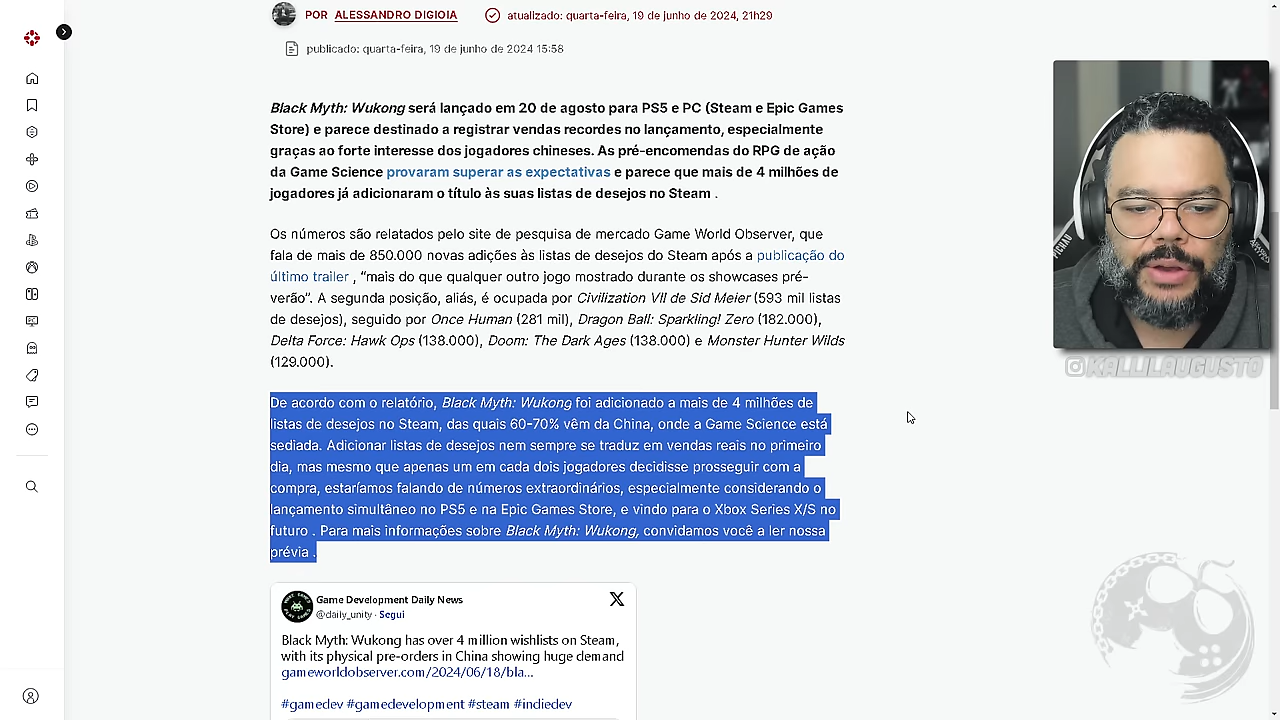 POR ALESSANDRO DIGIOIA atualizado: quarta-feira, 19 de junho de 2024, 21h29
publicado: quarta-feira, 19 de junho de 2024 15:58
Black Myth: Wukong será lançado em 20 de agosto para PS5 e PC (Steam e Epic Games
Store) e parece destinado a registrar vendas recordes no lançamento, especialmente
graças ao forte interesse dos jogadores chineses. As pré-encomendas do RPG de ação
da Game Science provaram superar as expectativas e parece que mais de 4 milhões de
jogadores já adicionaram o título às suas listas de desejos no Steam .
Os números são relatados pelo site de pesquisa de mercado Game World Observer, que
fala de mais de 850.000 novas adições às listas de desejos do Steam após a publicação do
último trailer , “mais do que qualquer outro jogo mostrado durante os showcases pré-
verão”. A segunda posição, aliás, é ocupada por Civilization VII de Sid Meier (593 mil listas
de desejos), seguido por Once Human (281 mil), Dragon Ball: Sparkling! Zero (182.000),
Delta Force: Hawk Ops (138.000), Doom: The Dark Ages (138.000) e Monster Hunter Wilds
(129.000).
De acordo com o relatório, Black Myth: Wukong foi adicionado a mais de 4 milhões de
listas de desejos no Steam, das quais 60-70% vêm da China, onde a Game Science está
sediada. Adicionar listas de desejos nem sempre se traduz em vendas reais no primeiro
dia, mas mesmo que apenas um em cada dois jogadores decidisse prosseguir com a
compra, estaríamos falando de números extraordinários, especialmente considerando o
lançamento simultâneo no PS5 e na Epic Games Store, e vindo para o Xbox Series X/S no
futuro . Para mais informações sobre Black Myth: Wukong, convidamos você a ler nossa
prévia .
Game Development Daily News
@daily_unity · Segui
Black Myth: Wukong has over 4 million wishlists on Steam,
with its physical pre-orders in China showing huge demand
gameworldobserver.com/2024/06/18/bla...
#gamedev #gamedevelopment #steam #indiedev
PICHAU
@KALLILAUGUSTO